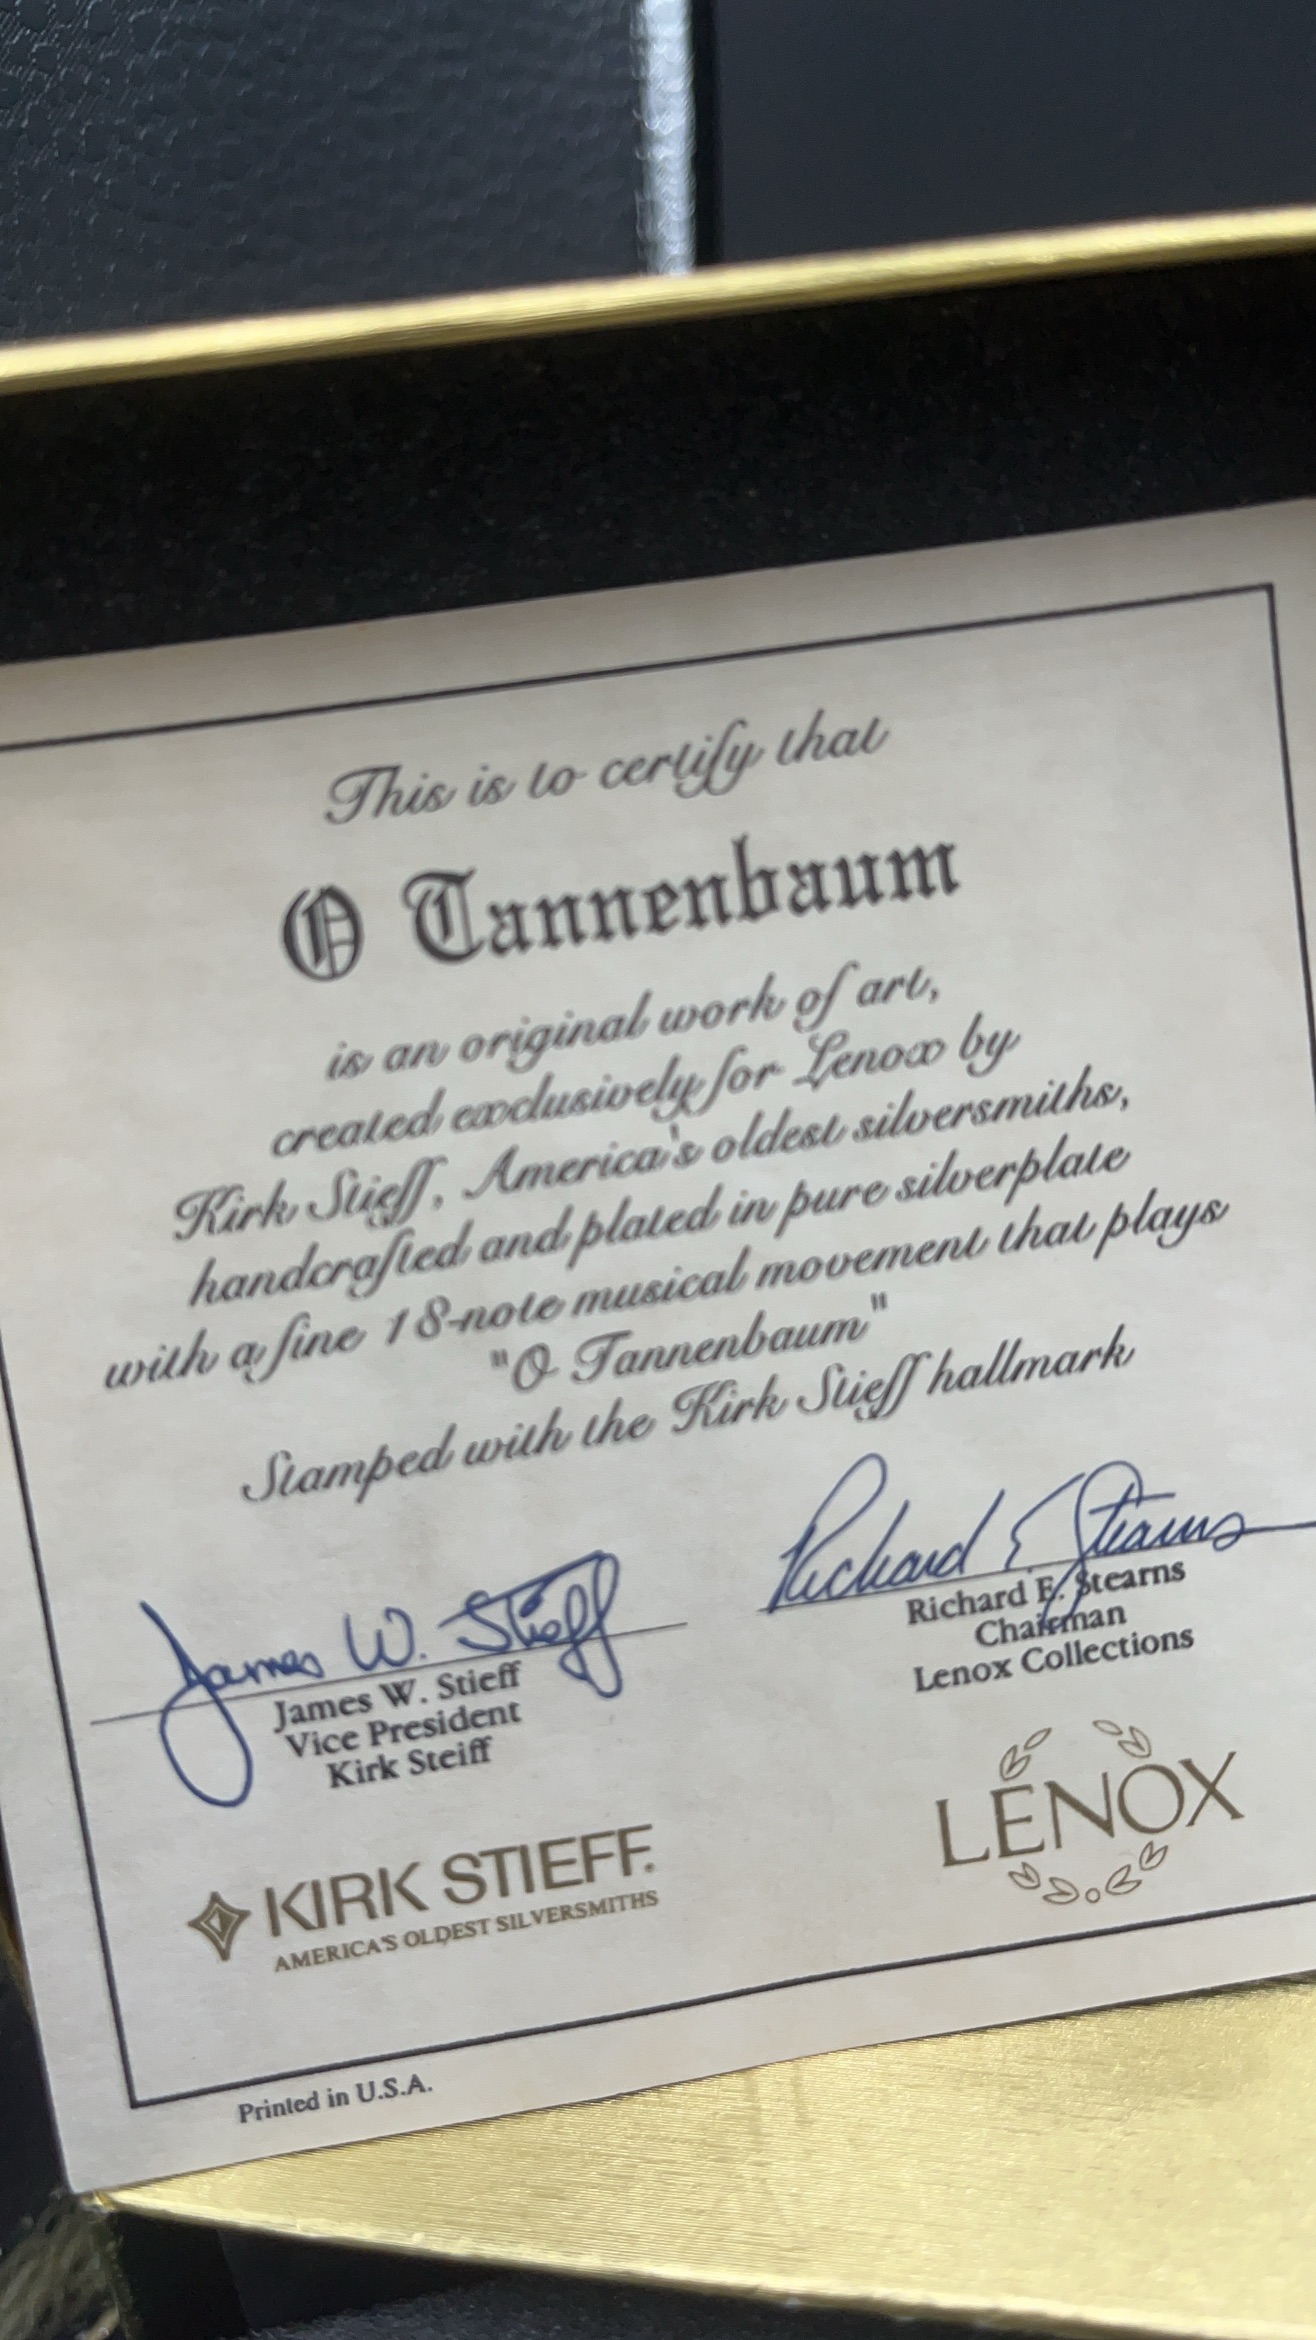 This is to certify that
O Tannenbaum
is an original work of art,
created exclusively for Lenox by
Kirk Stieff, America's oldest silversmiths,
handcrafted and plated in pure silverplate
with a fine 18-note musical movement that plays
"O Tannenbaum"
Stamped with the Kirk Stieff hallmark
James W. Stieff
James W. Stieff
Vice President
Kirk Steiff
Richard E. Stearns
Richard E. Stearns
Chairman
Lenox Collections
KIRK STIEFF.
AMERICA'S OLDEST SILVERSMITHS
LENOX
Printed in U.S.A.